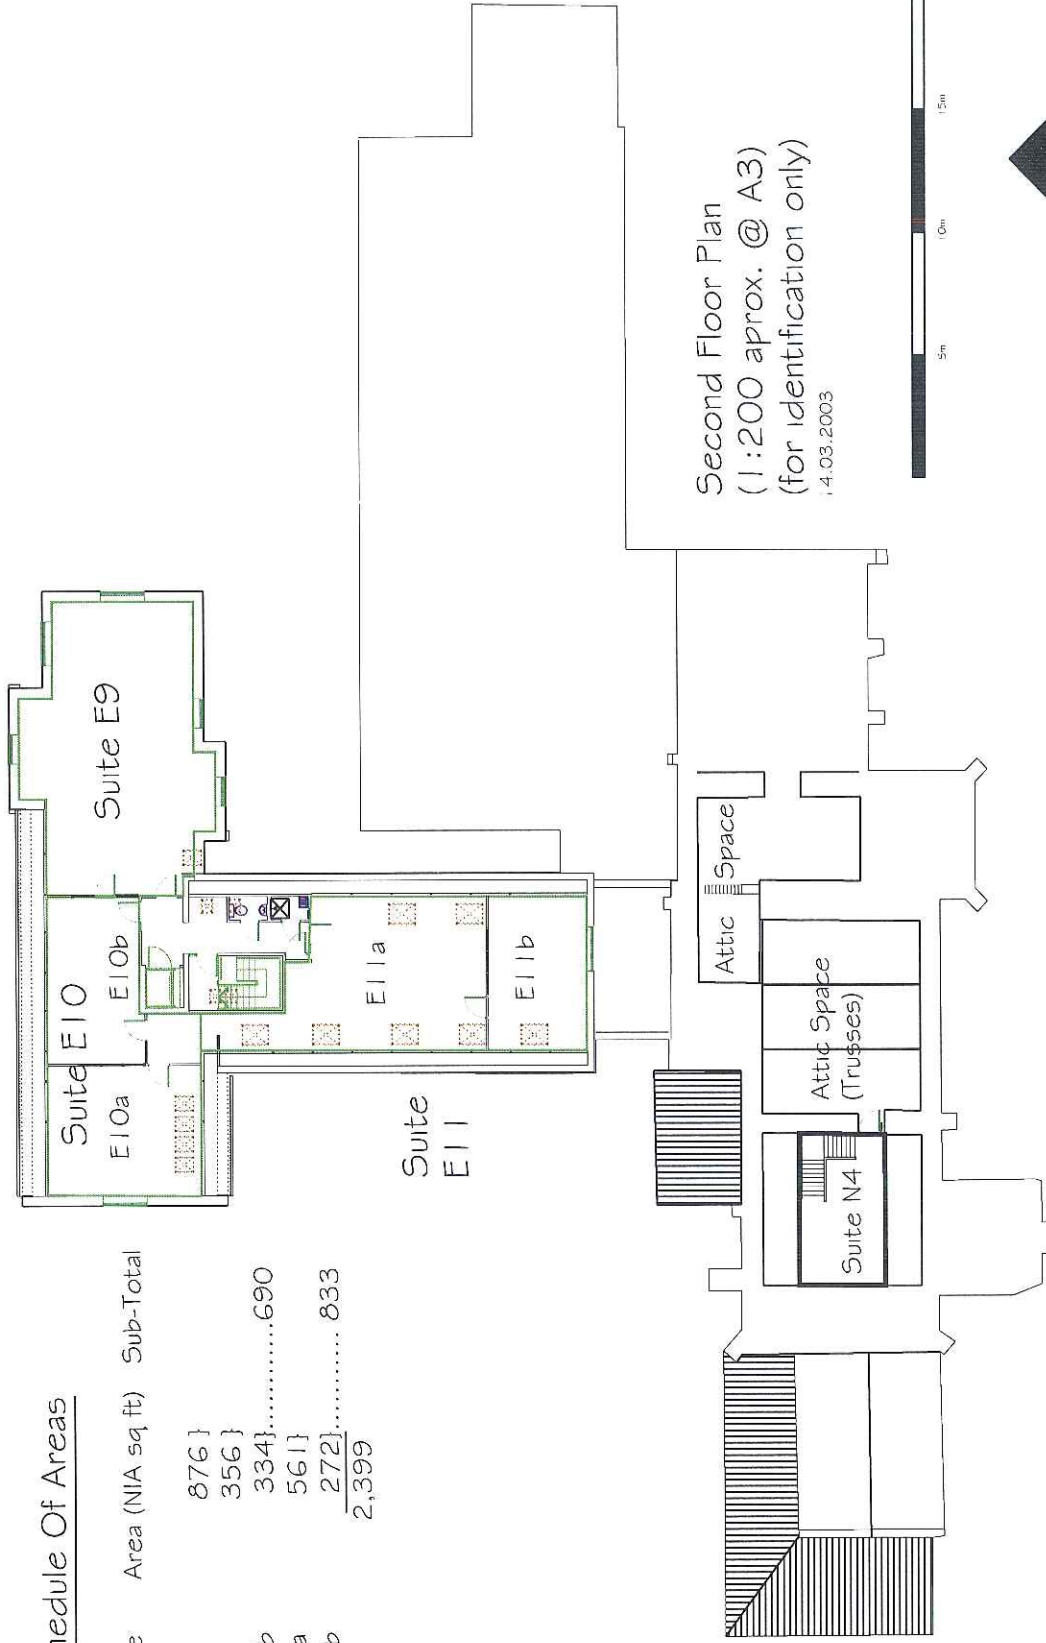 hedule Of Areas
e Area (NIA sq ft) Sub-Total
876 }
356 }
b 334}............690
a 561}
b 272}............ 833
2,399
Suite E10
E10a
E10b
Suite E9
Suite
E11
E11a
E11b
Attic Space
Attic Space
(Trusses)
Suite N4
Second Floor Plan
(1:200 aprox. @ A3)
(for identification only)
14.03.2003
5m
10m
15m